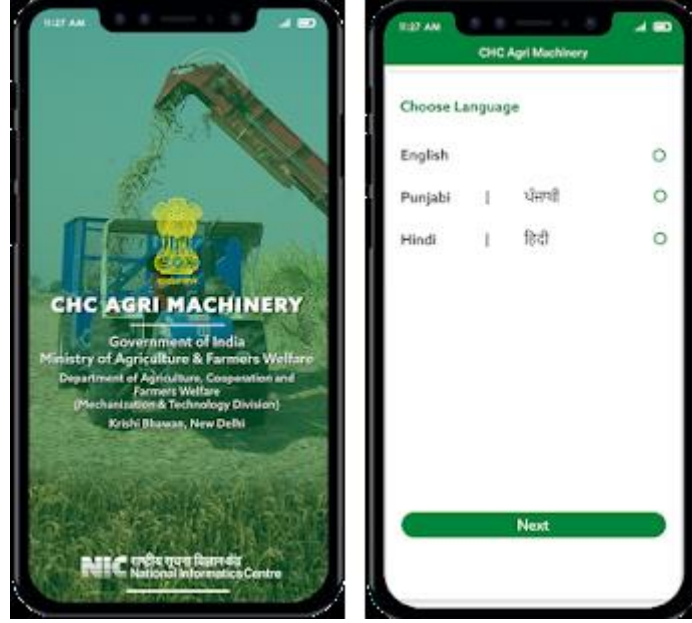 11:27 AM
CHC AGRI MACHINERY
Government of India
Ministry of Agriculture & Farmers Welfare
Department of Agriculture, Cooperation and
Farmers Welfare
(Mechanization & Technology Division)
Krishi Bhawan, New Delhi
NIC राष्ट्रीय सूचना विज्ञान केंद्र
National Informatics Centre
11:27 AM
CHC Agri Machinery
Choose Language
English
Punjabi | ਪੰਜਾਬੀ
Hindi | हिंदी
Next